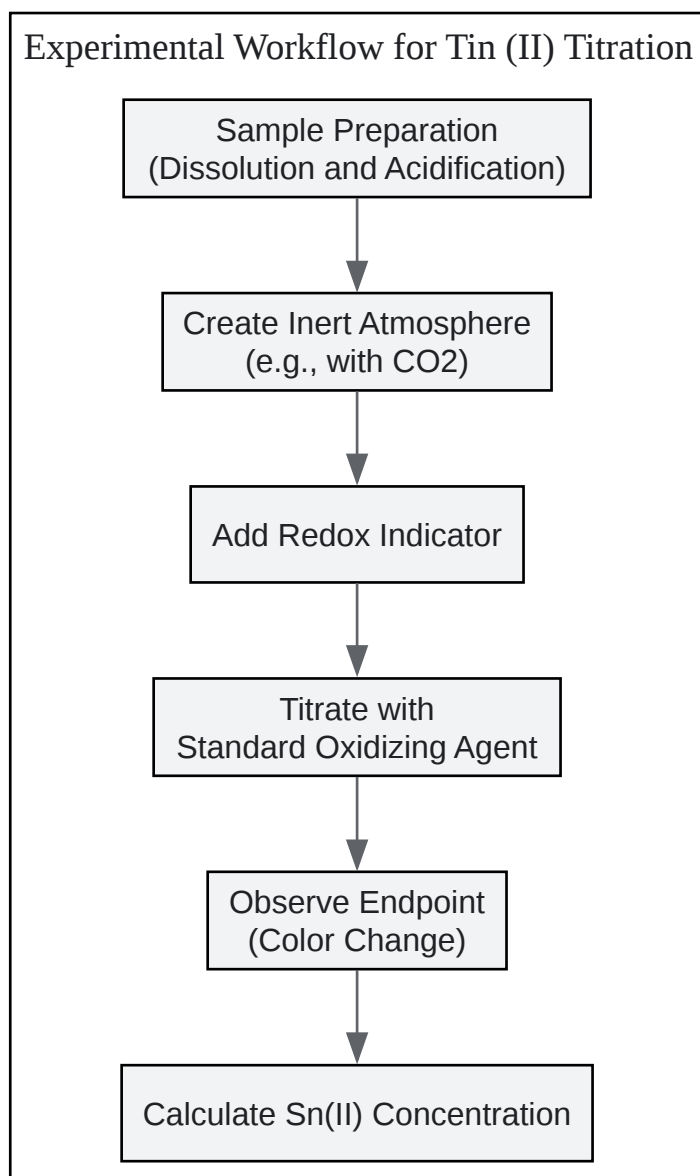 Experimental Workflow for Tin (II) Titration
Sample Preparation
(Dissolution and Acidification)
Create Inert Atmosphere
(e.g., with CO2)
Add Redox Indicator
Titrate with
Standard Oxidizing Agent
Observe Endpoint
(Color Change)
Calculate Sn(II) Concentration